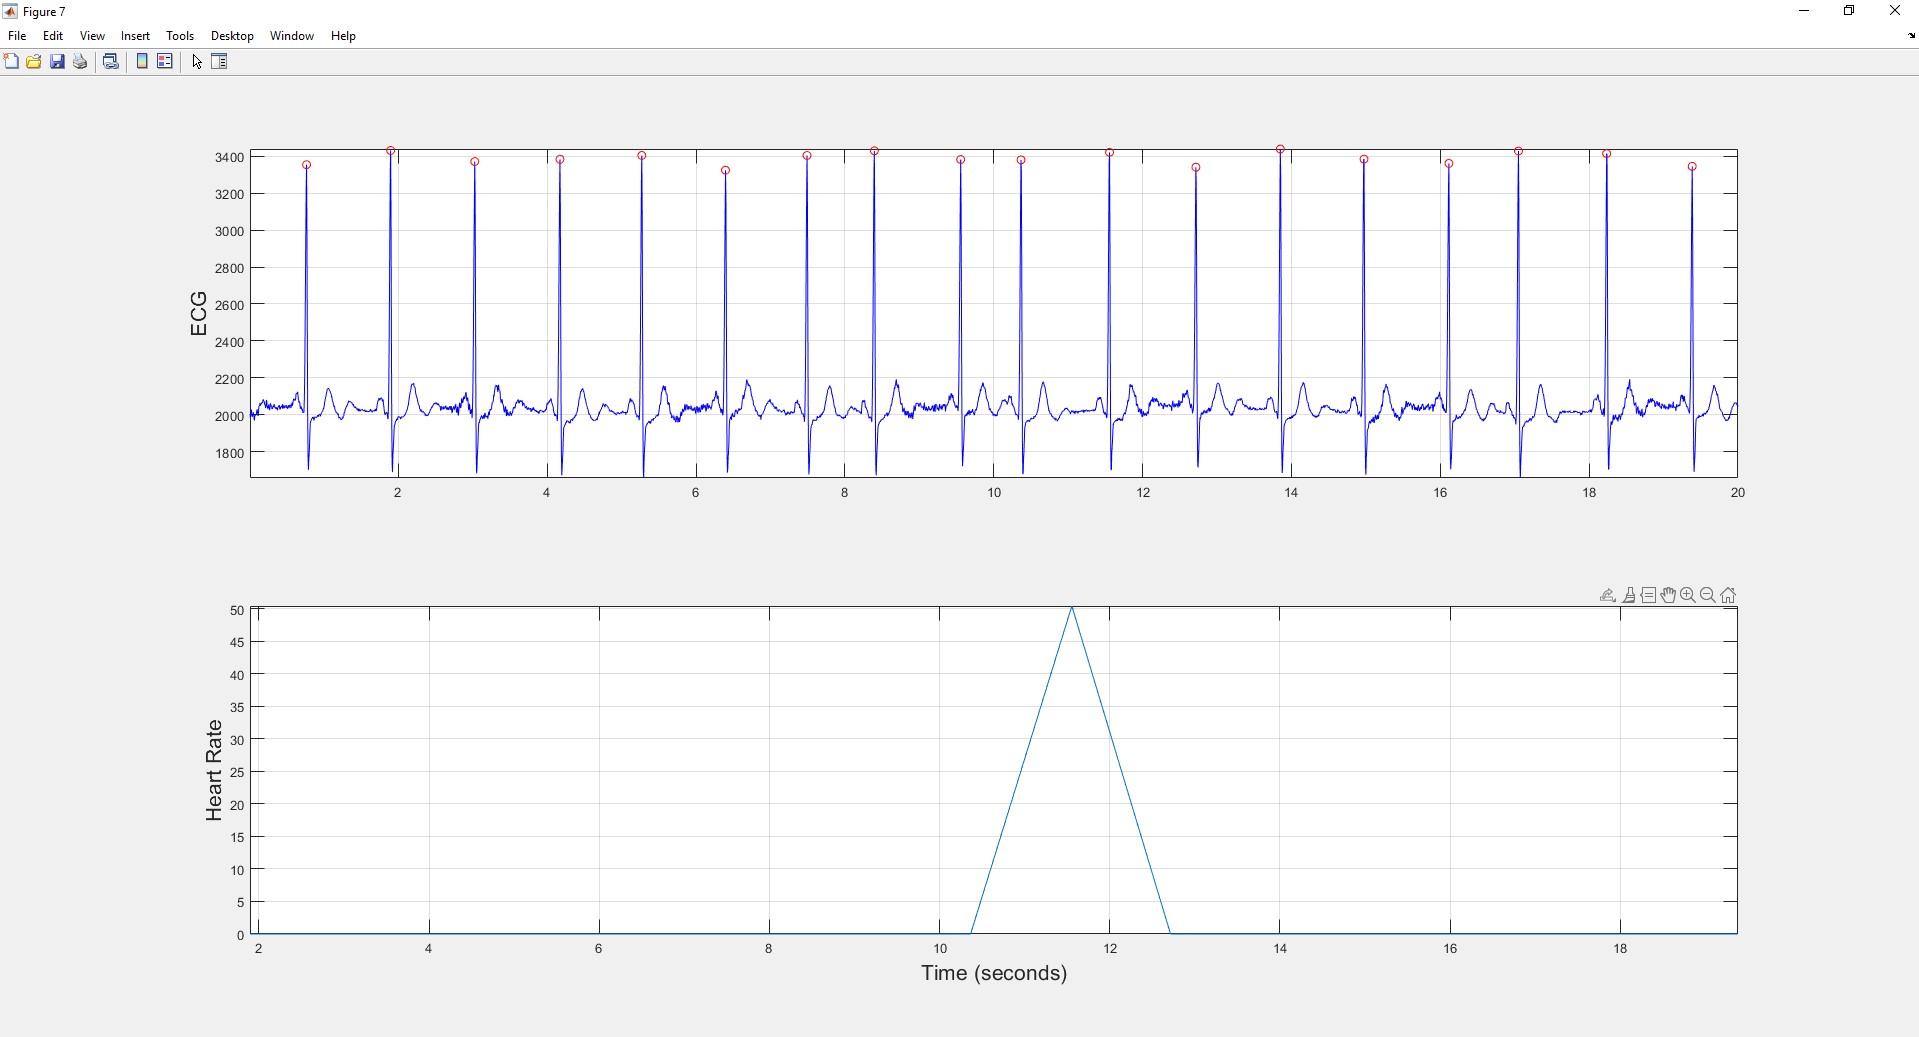 Figure 7
File Edit View Insert Tools Desktop Window Help
3400
3200
3000
2800
2600
2400
2200
2000
1800
ECG
2 4 6 8 10 12 14 16 18 20
50
45
40
35
30
25
20
15
10
5
0
Heart Rate
2 4 6 8 10 12 14 16 18
Time (seconds)